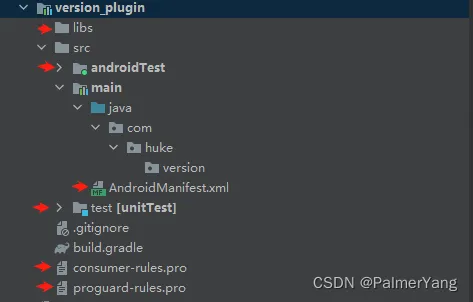 version_plugin
libs
src
androidTest
main
java
com
huke
version
AndroidManifest.xml
test [unitTest]
.gitignore
build.gradle
consumer-rules.pro
proguard-rules.pro
CSDN @PalmerYang